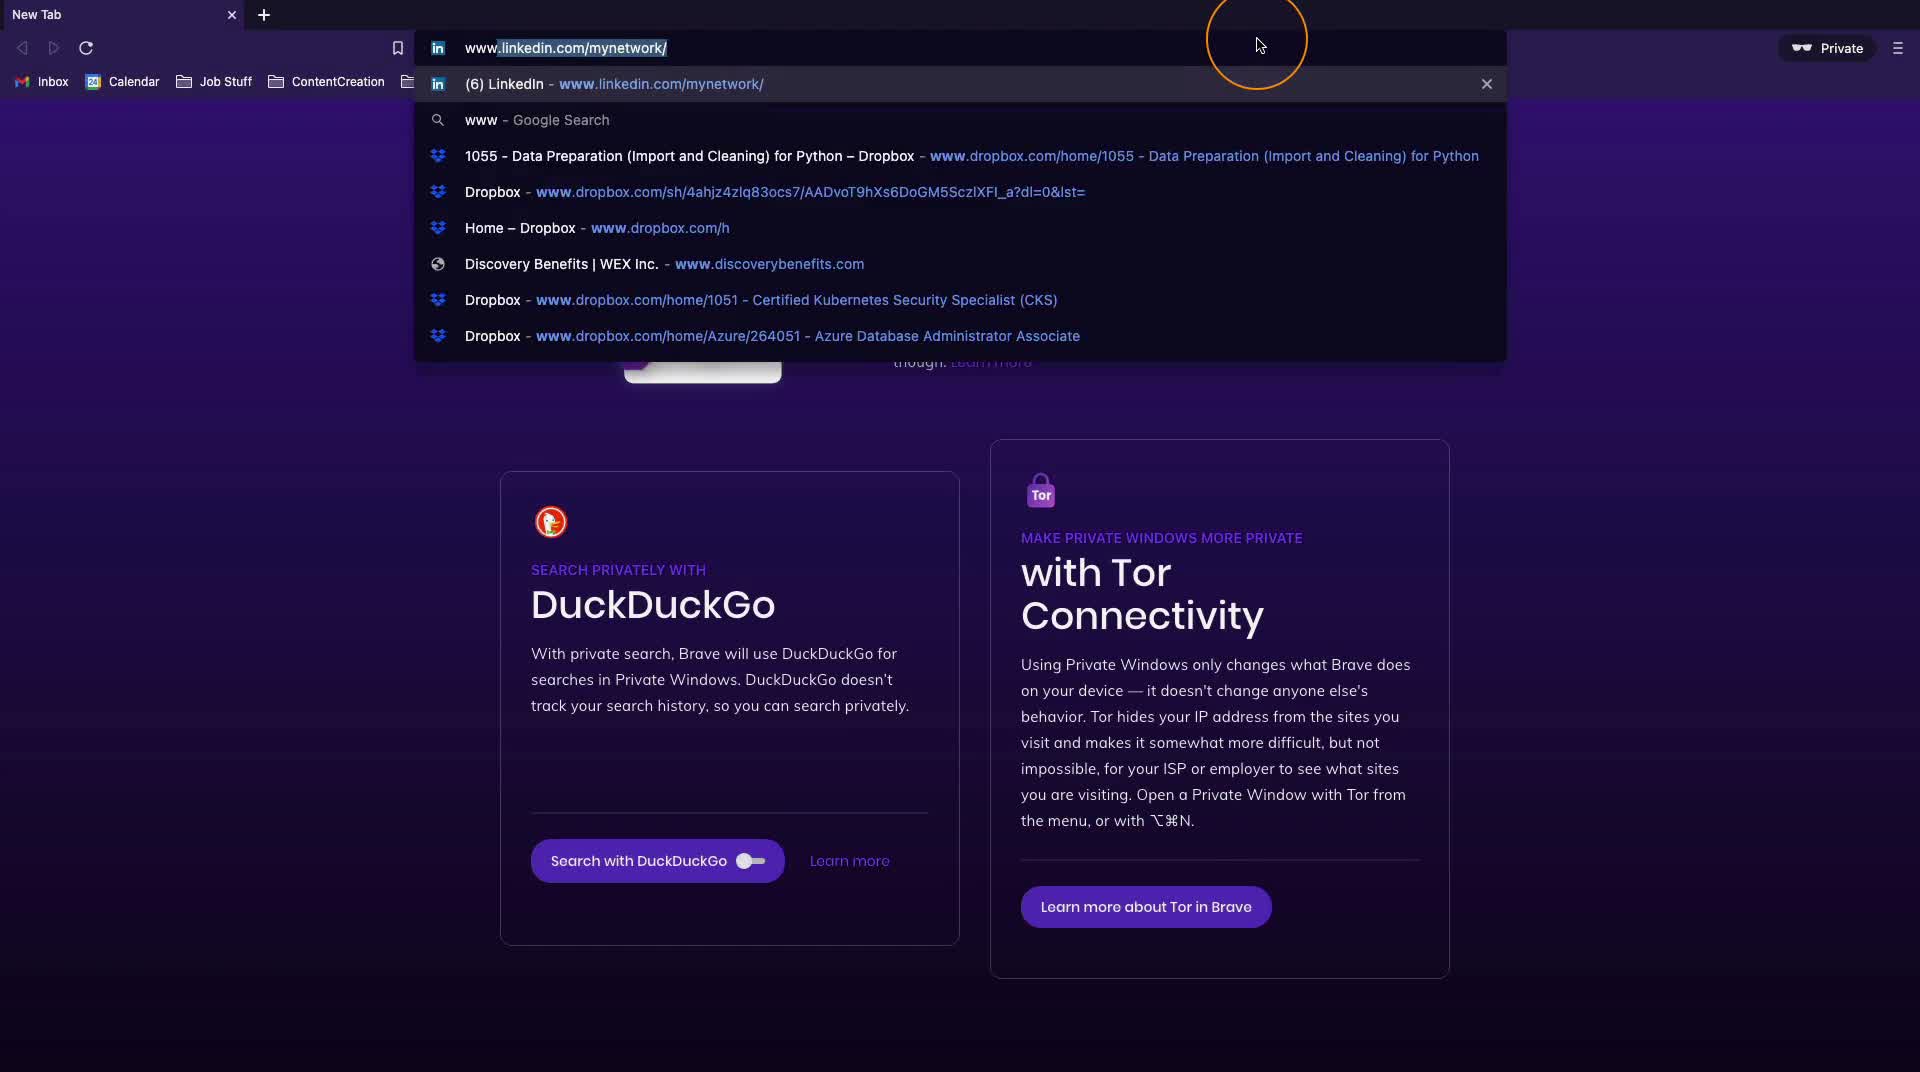 New Tab
www.linkedin.com/mynetwork/
Private
Inbox
24
Calendar
Job Stuff
ContentCreation
(6) LinkedIn - www.linkedin.com/mynetwork/
www - Google Search
1055 - Data Preparation (Import and Cleaning) for Python – Dropbox - www.dropbox.com/home/1055 - Data Preparation (Import and Cleaning) for Python
Dropbox - www.dropbox.com/sh/4ahjz4zlq83ocs7/AADvoT9hXs6DoGM5SczlXFI_a?dl=0&lst=
Home – Dropbox - www.dropbox.com/h
Discovery Benefits | WEX Inc. - www.discoverybenefits.com
Dropbox - www.dropbox.com/home/1051 - Certified Kubernetes Security Specialist (CKS)
Dropbox - www.dropbox.com/home/Azure/264051 - Azure Database Administrator Associate
though. Learn more
SEARCH PRIVATELY WITH
DuckDuckGo
With private search, Brave will use DuckDuckGo for
searches in Private Windows. DuckDuckGo doesn't
track your search history, so you can search privately.
Search with DuckDuckGo
Learn more
Tor
MAKE PRIVATE WINDOWS MORE PRIVATE
with Tor
Connectivity
Using Private Windows only changes what Brave does
on your device — it doesn't change anyone else's
behavior. Tor hides your IP address from the sites you
visit and makes it somewhat more difficult, but not
impossible, for your ISP or employer to see what sites
you are visiting. Open a Private Window with Tor from
the menu, or with ⌥⌘N.
Learn more about Tor in Brave